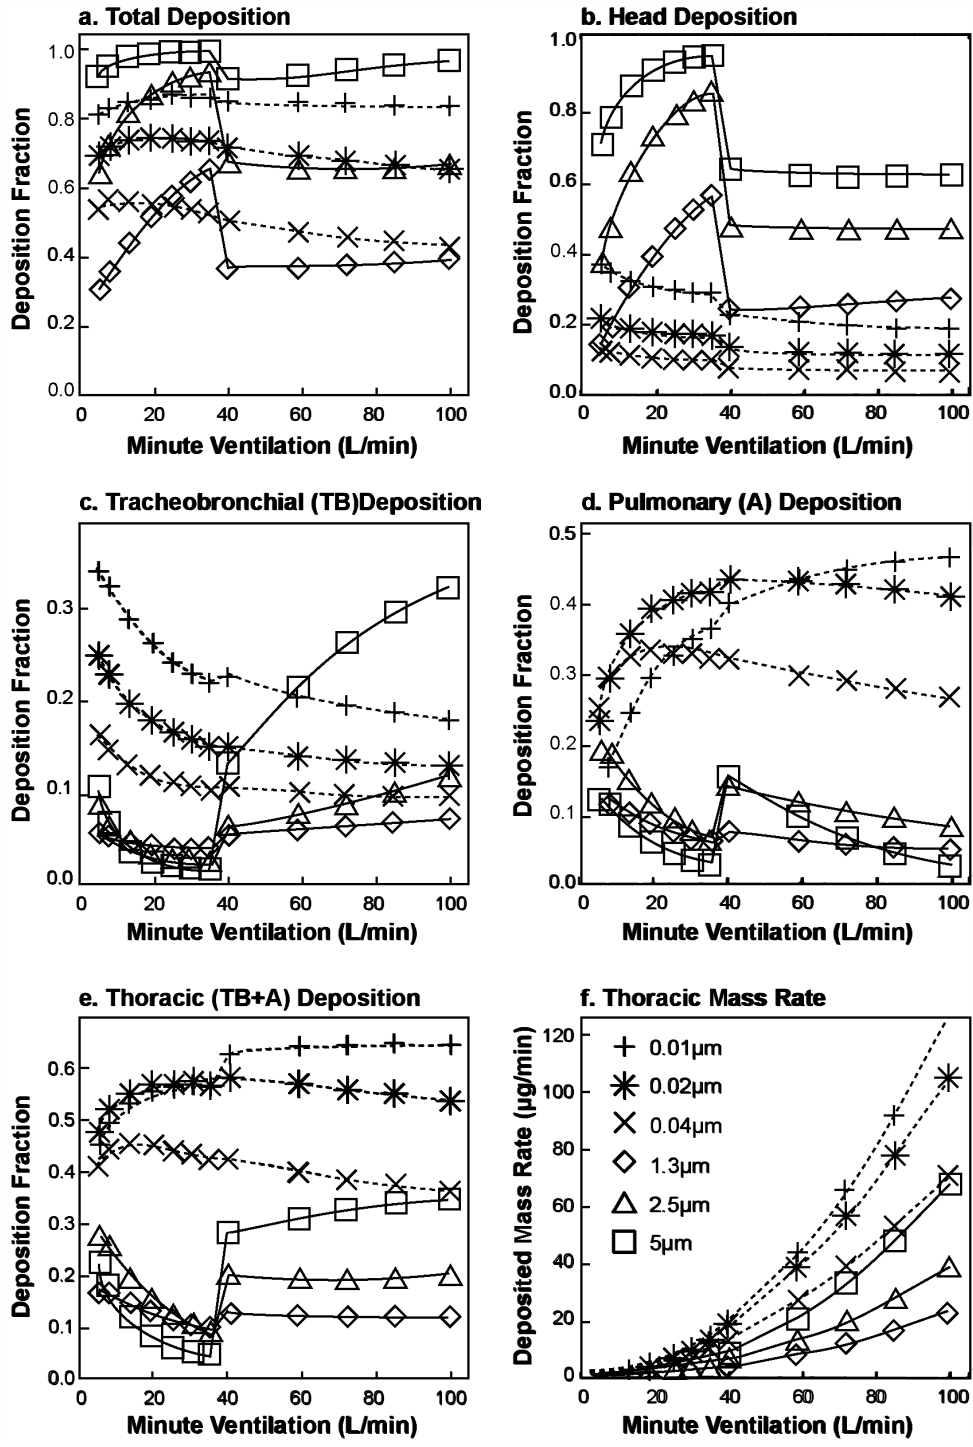 a. Total Deposition
Deposition Fraction
1.0
0.8
0.6
0.4
0.2
0.0
0 20 40 60 80 100
Minute Ventilation (L/min)
b. Head Deposition
Deposition Fraction
1.0
0.8
0.6
0.4
0.2
0.0
0 20 40 60 80 100
Minute Ventilation (L/min)
c. Tracheobronchial (TB)Deposition
Deposition Fraction
0.3
0.2
0.1
0.0
0 20 40 60 80 100
Minute Ventilation (L/min)
d. Pulmonary (A) Deposition
Deposition Fraction
0.5
0.4
0.3
0.2
0.1
0.0
0 20 40 60 80 100
Minute Ventilation (L/min)
e. Thoracic (TB+A) Deposition
Deposition Fraction
0.6
0.5
0.4
0.3
0.2
0.1
0.0
0 20 40 60 80 100
Minute Ventilation (L/min)
f. Thoracic Mass Rate
Deposited Mass Rate (µg/min)
120
100
80
60
40
20
0
0.01µm
0.02µm
0.04µm
1.3µm
2.5µm
5µm
0 20 40 60 80 100
Minute Ventilation (L/min)